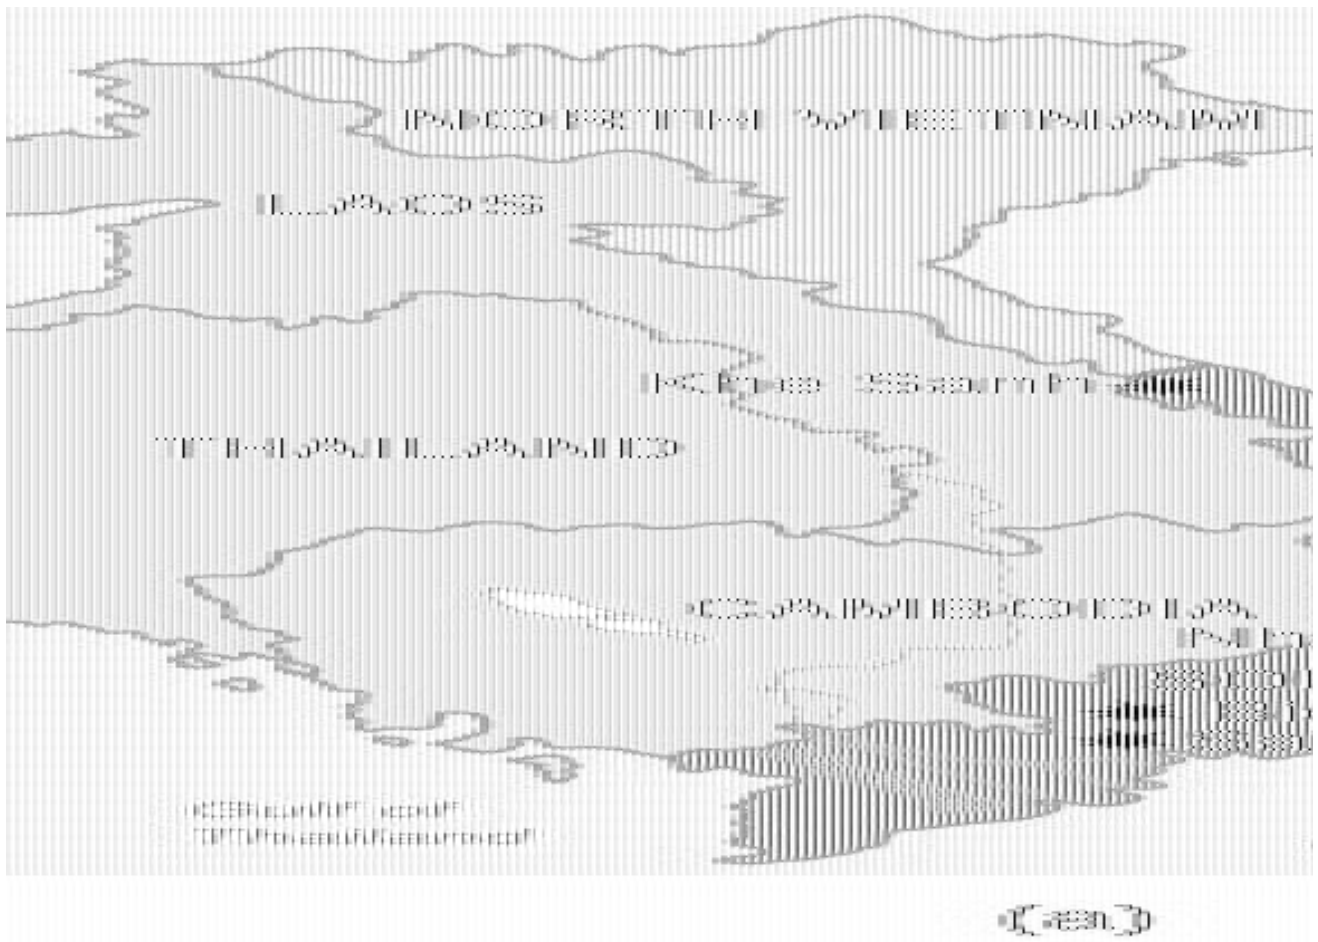 NORTH VIETNAM
LAOS
Khe Sanh
THAILAND
CAMBODIA
Gulf of
Thailand
(a)